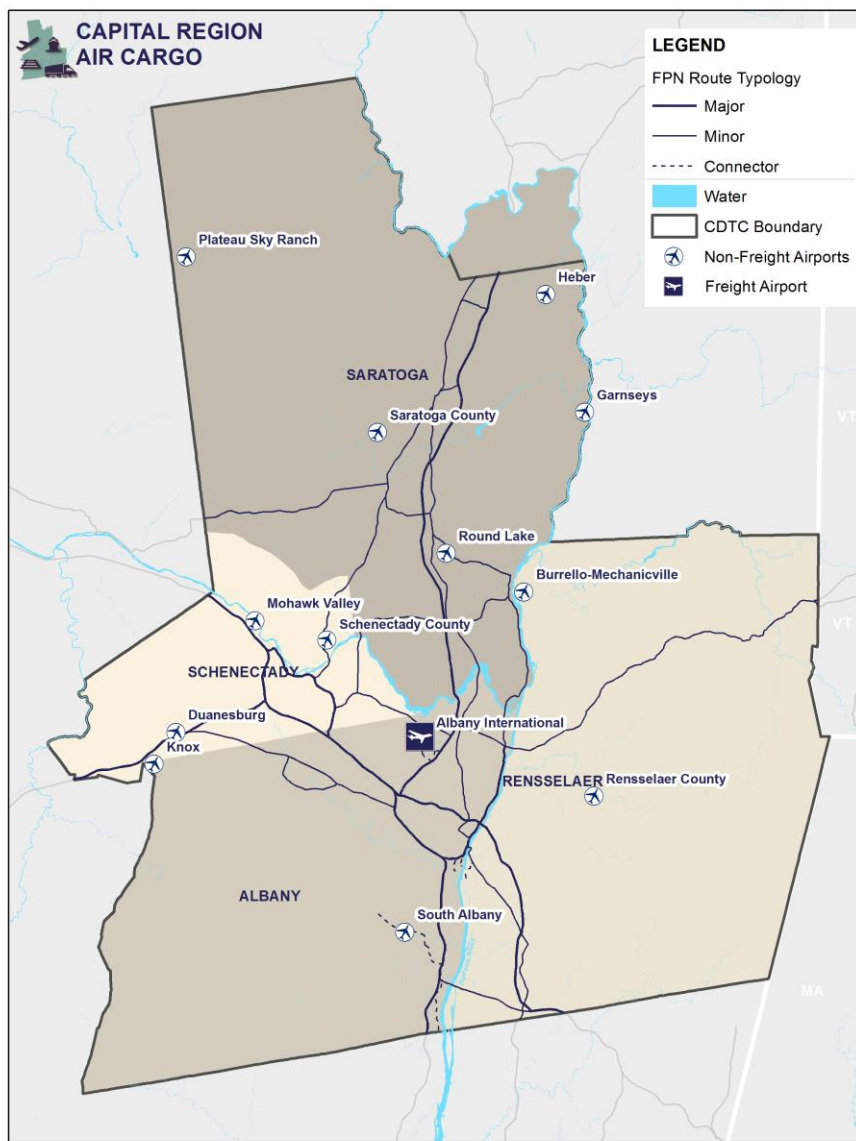 CAPITAL REGION
AIR CARGO
LEGEND
FPN Route Typology
Major
Minor
Connector
Water
CDTC Boundary
Non-Freight Airports
Freight Airport
Plateau Sky Ranch
Heber
SARATOGA
Garnseys
VT
Saratoga County
Round Lake
Burrello-Mechanicville
Mohawk Valley
VT
Schenectady County
SCHENECTADY
Duanesburg
Albany International
Knox
RENSSELAER
Rensselaer County
ALBANY
South Albany
Hudson River
MA